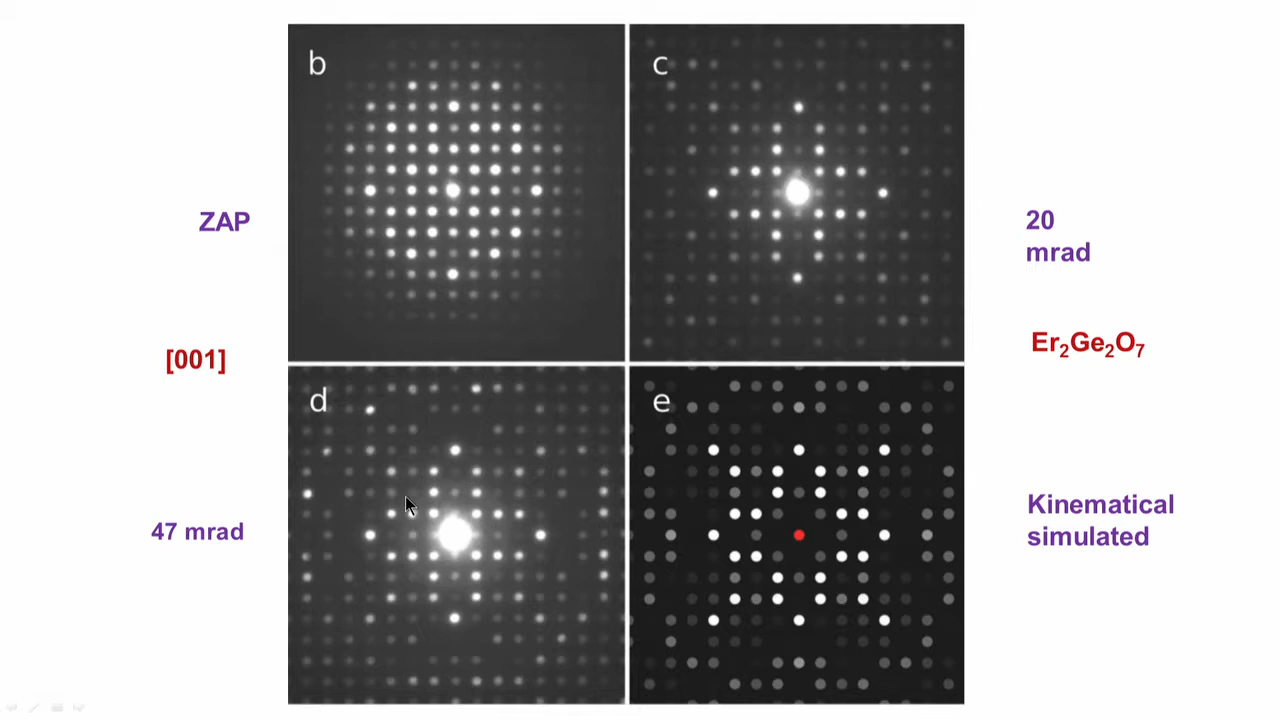 b
c
ZAP
20
mrad
[001]
Er₂Ge₂O₇
d
e
47 mrad
Kinematical
simulated